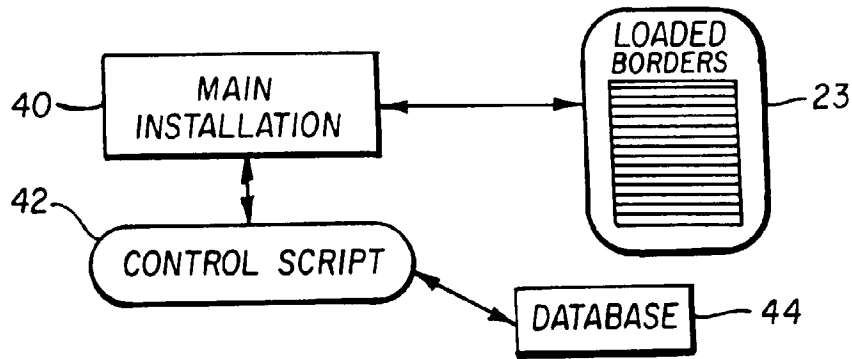 LOADED
BORDERS
40
MAIN
INSTALLATION
23
42
CONTROL SCRIPT
DATABASE
44